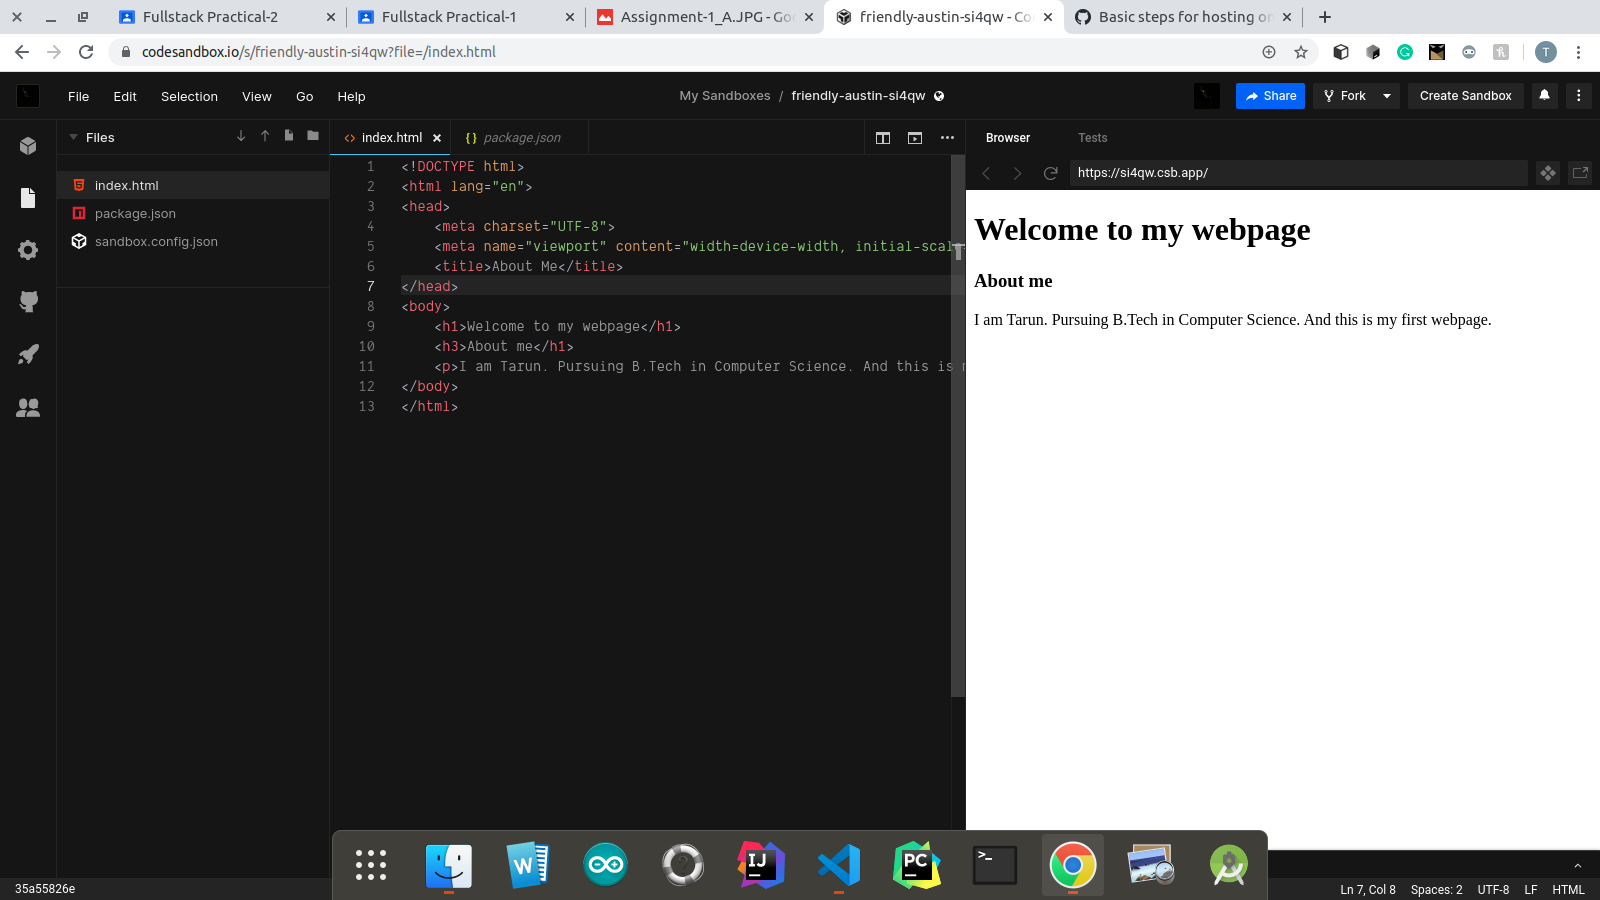 Fullstack Practical-2
Fullstack Practical-1
Assignment-1_A.JPG - Goo
friendly-austin-si4qw - Co
Basic steps for hosting on
codesandbox.io/s/friendly-austin-si4qw?file=/index.html
T
File Edit Selection View Go Help
My Sandboxes / friendly-austin-si4qw
Share
Fork
Create Sandbox
Files
index.html
package.json
sandbox.config.json
index.html
{ } package.json
1 <!DOCTYPE html>
2 <html lang="en">
3 <head>
4 <meta charset="UTF-8">
5 <meta name="viewport" content="width=device-width, initial-scal
6 <title>About Me</title>
7 </head>
8 <body>
9 <h1>Welcome to my webpage</h1>
10 <h3>About me</h1>
11 <p>I am Tarun. Pursuing B.Tech in Computer Science. And this is
12 </body>
13 </html>
Browser
Tests
https://si4qw.csb.app/
Welcome to my webpage
About me
I am Tarun. Pursuing B.Tech in Computer Science. And this is my first webpage.
W
IJ
PC
>_
35a55826e
Ln 7, Col 8 Spaces: 2 UTF-8 LF HTML